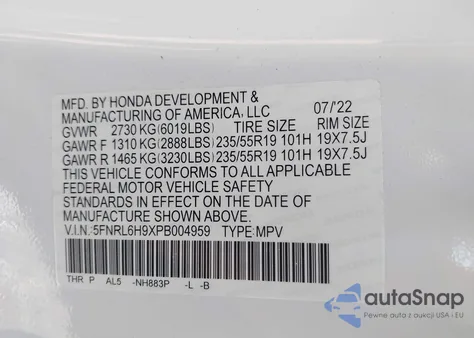 MFD. BY HONDA DEVELOPMENT &
MANUFACTURING OF AMERICA, LLC 07/'22
GVWR 2730 KG(6019LBS) TIRE SIZE RIM SIZE
GAWR F 1310 KG(2888LBS) 235/55R19 101H 19X7.5J
GAWR R 1465 KG(3230LBS) 235/55R19 101H 19X7.5J
THIS VEHICLE CONFORMS TO ALL APPLICABLE
FEDERAL MOTOR VEHICLE SAFETY
STANDARDS IN EFFECT ON THE DATE OF
MANUFACTURE SHOWN ABOVE.
V.I.N.:5FNRL6H9XPB004959 TYPE:MPV
THR P AL5 -NH883P -L -B
autoSnap
Pewne auta z aukcji USA i EU